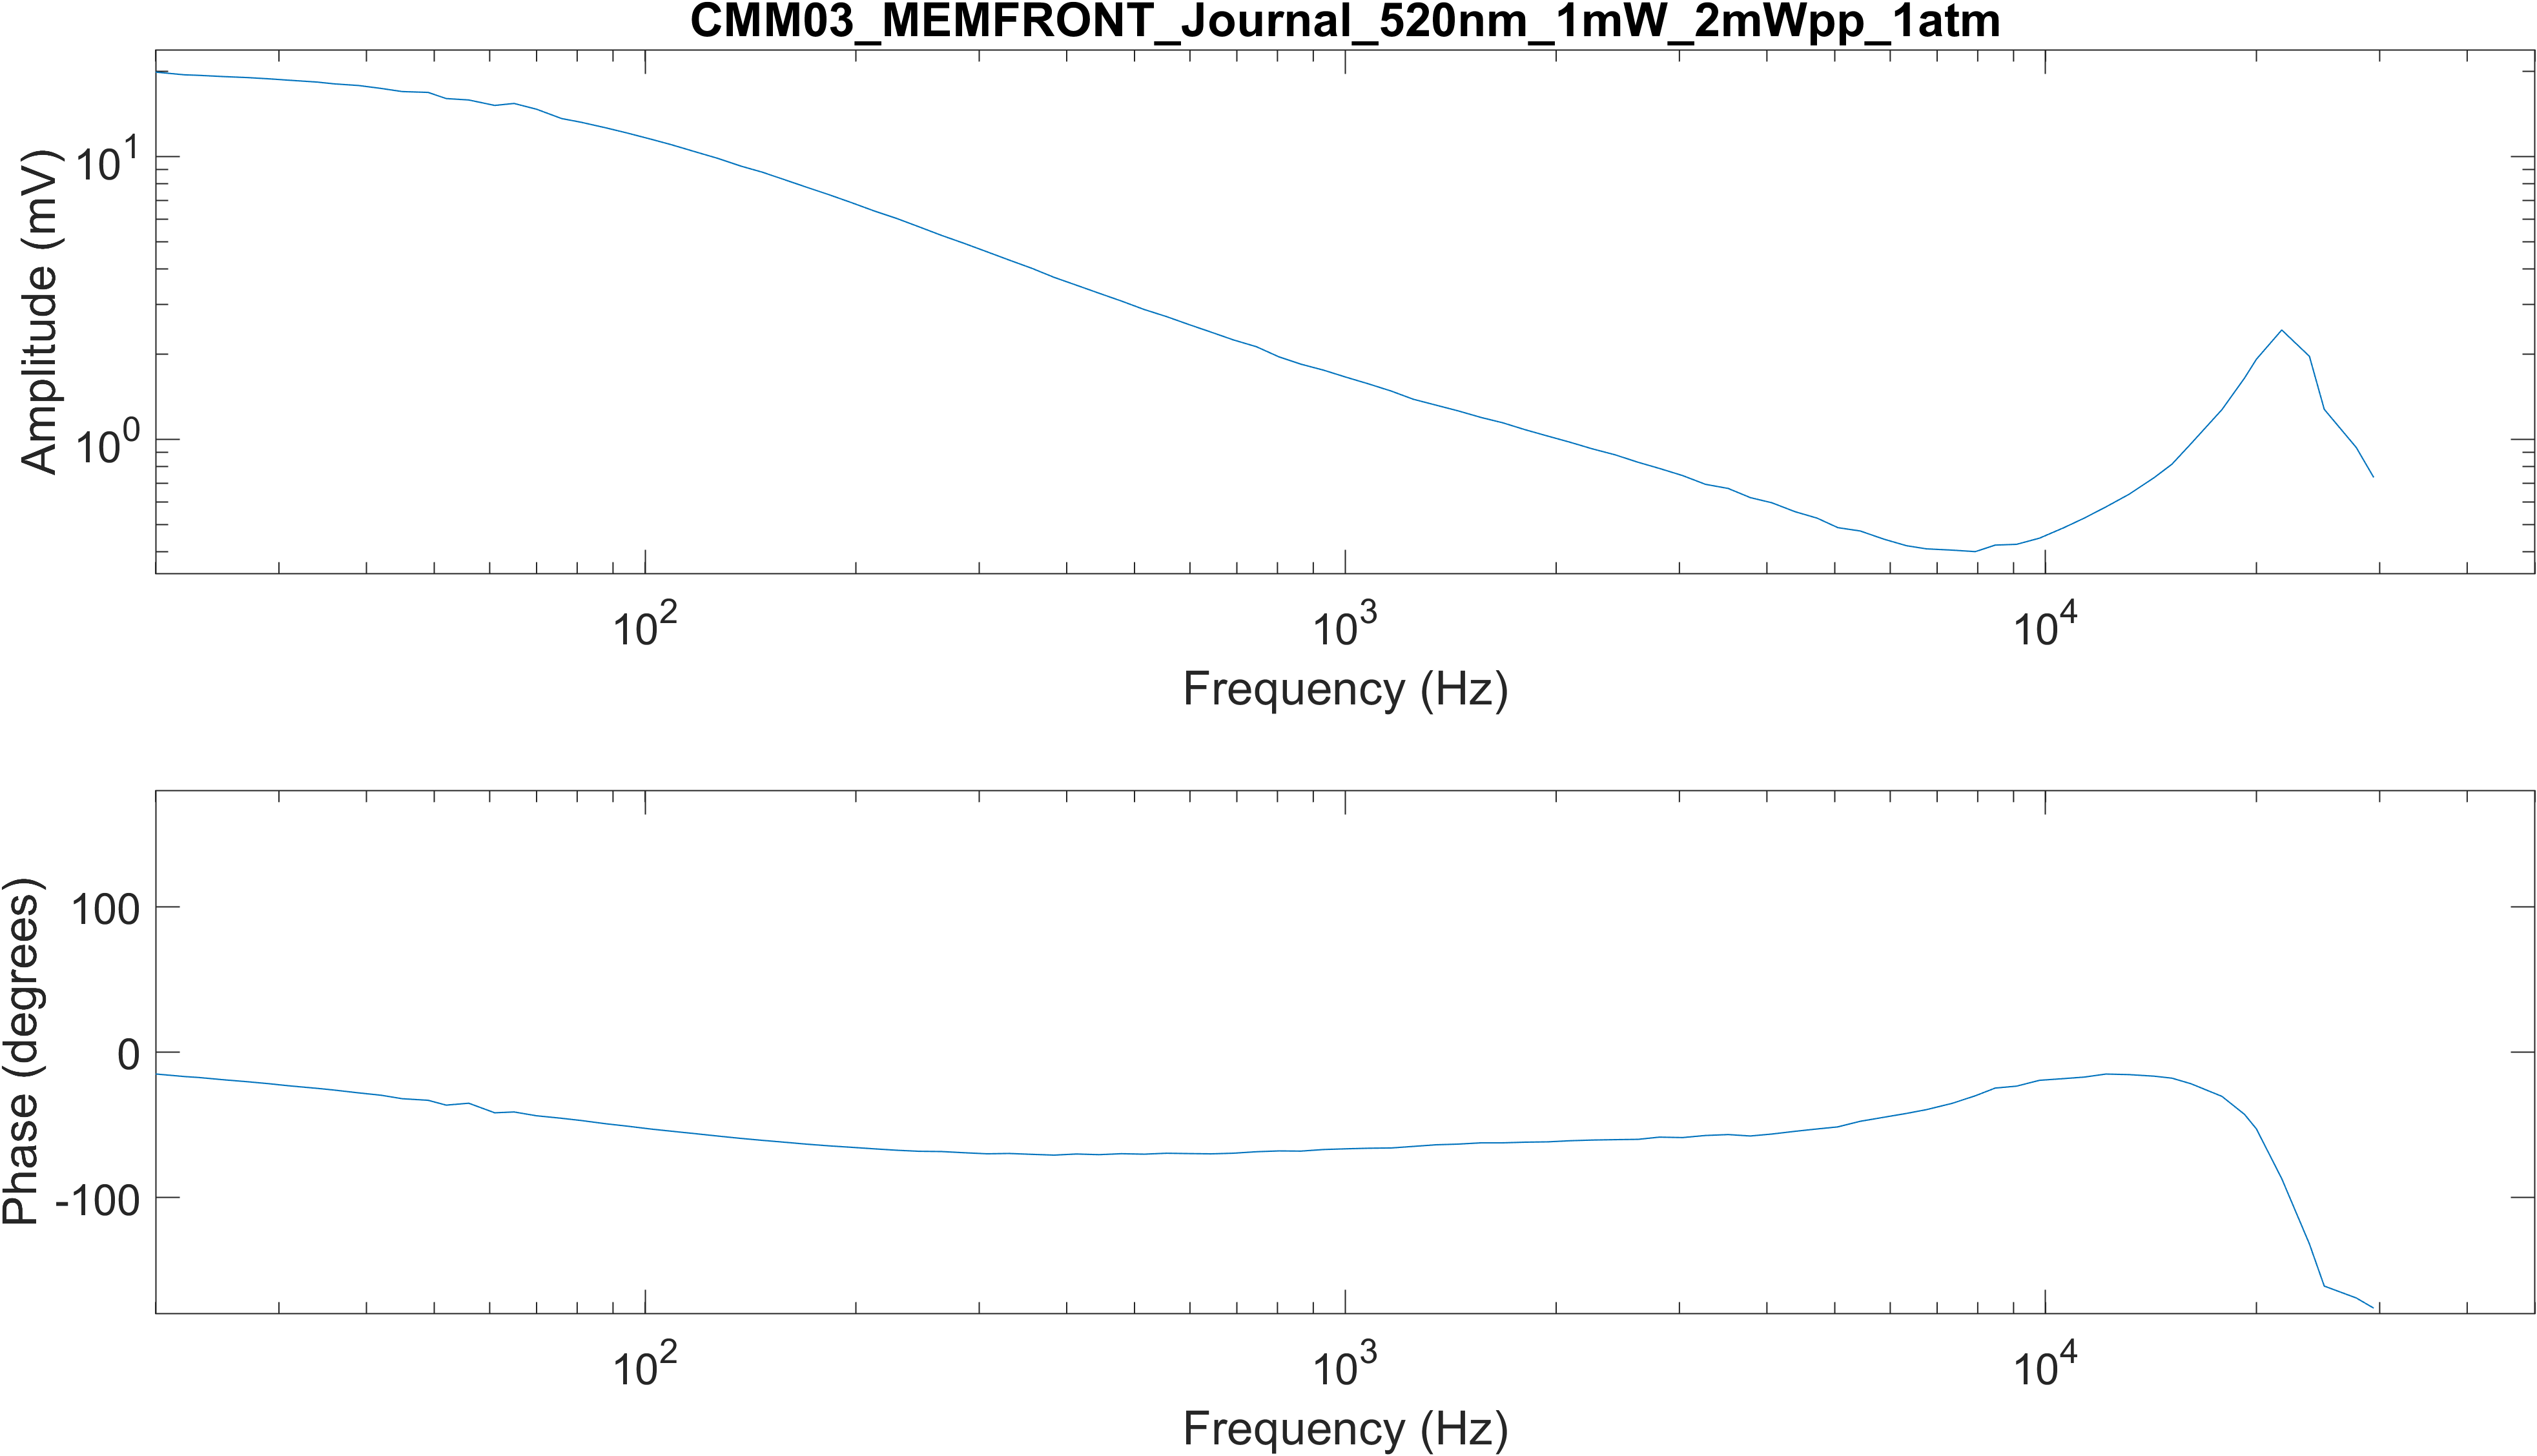 CMM03_MEMFRONT_Journal_520nm_1mW_2mWpp_1atm
Amplitude (mV)
10^1
10^0
10^2 10^3 10^4
Frequency (Hz)
Phase (degrees)
100
0
-100
10^2 10^3 10^4
Frequency (Hz)